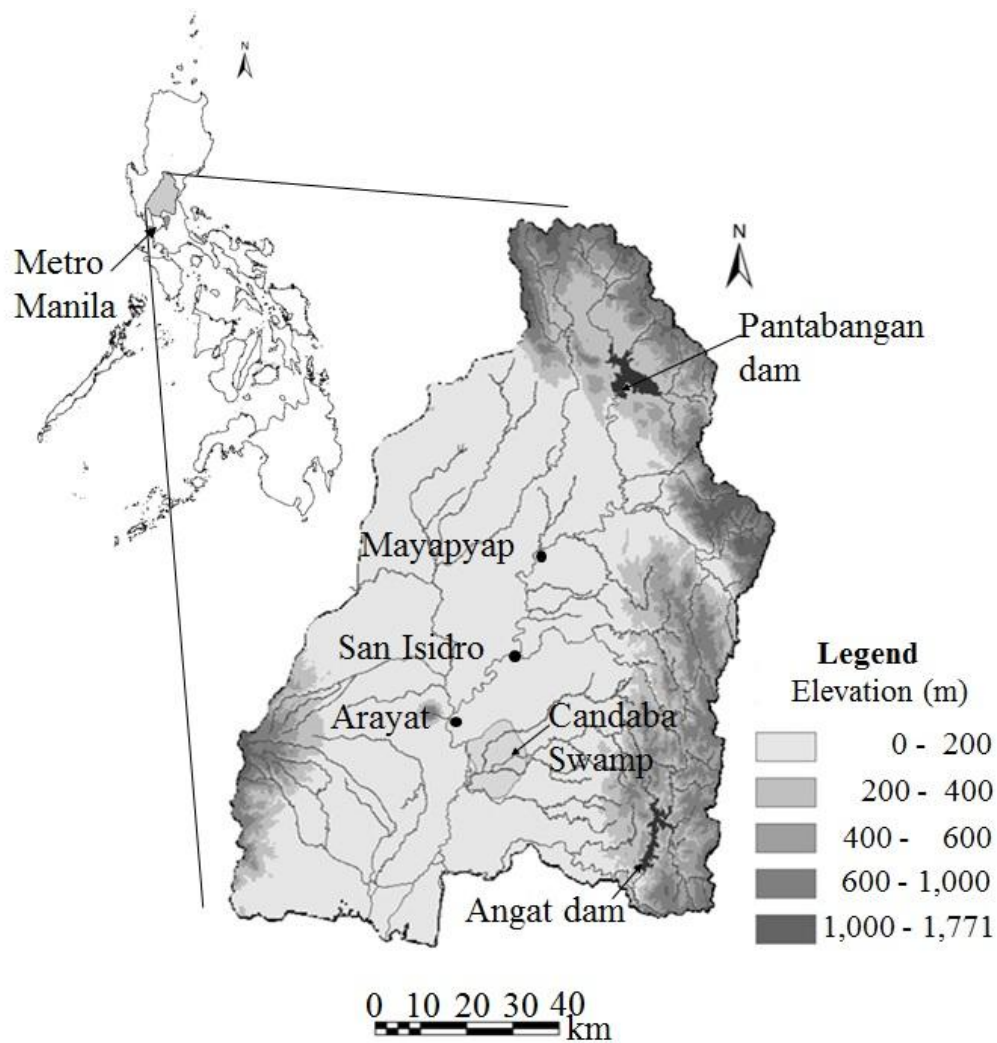 N
Metro
Manila
N
Pantabangan
dam
Mayapyap
San Isidro
Arayat
Candaba
Swamp
Angat dam
Legend
Elevation (m)
0 - 200
200 - 400
400 - 600
600 - 1,000
1,000 - 1,771
0 10 20 30 40
km